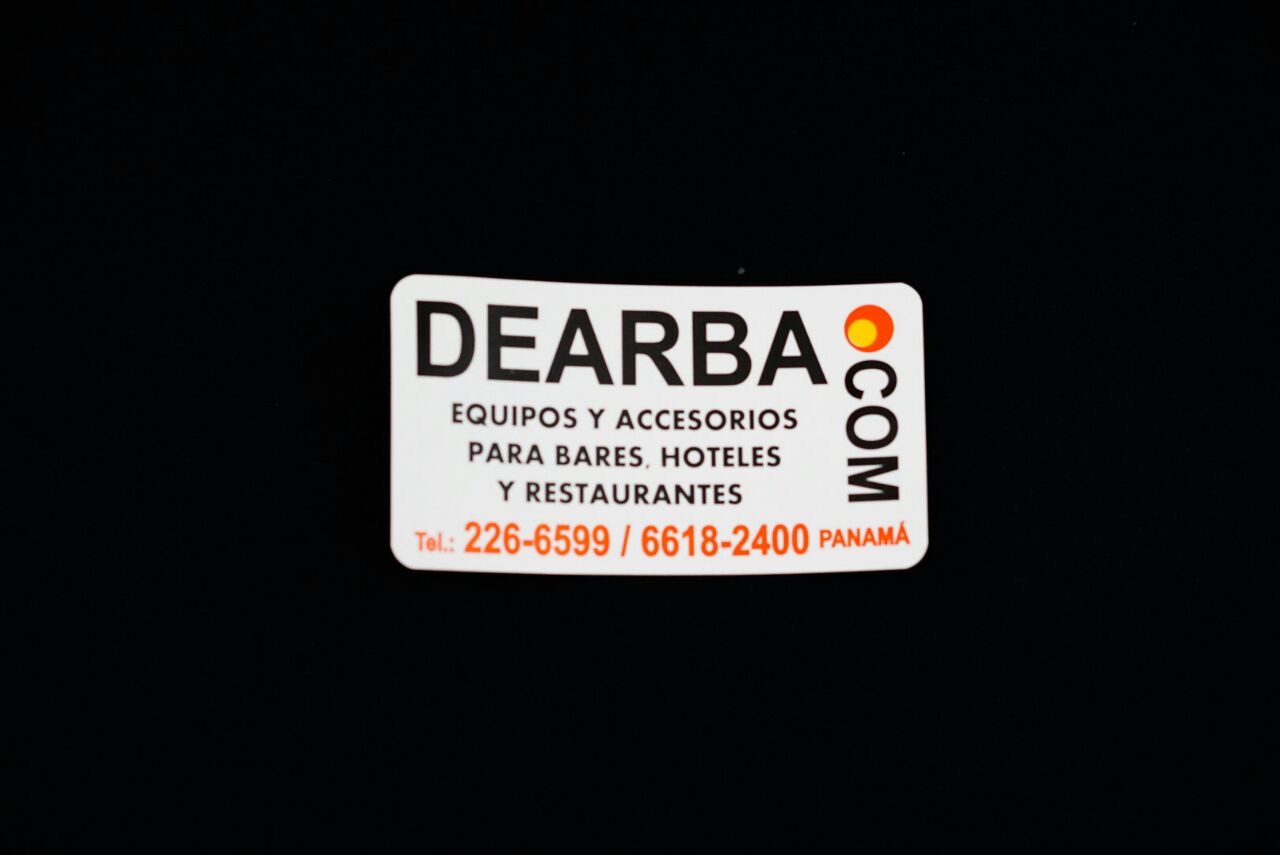 DEARBA.COM
EQUIPOS Y ACCESORIOS
PARA BARES, HOTELES
Y RESTAURANTES
Tel.: 226-6599 / 6618-2400 PANAMÁ